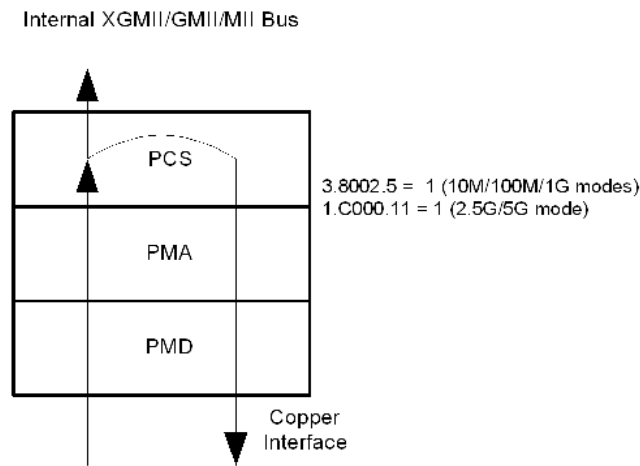 Internal XGMII/GMII/MII Bus
PCS
3.8002.5 = 1 (10M/100M/1G modes)
1.C000.11 = 1 (2.5G/5G mode)
PMA
PMD
Copper
Interface